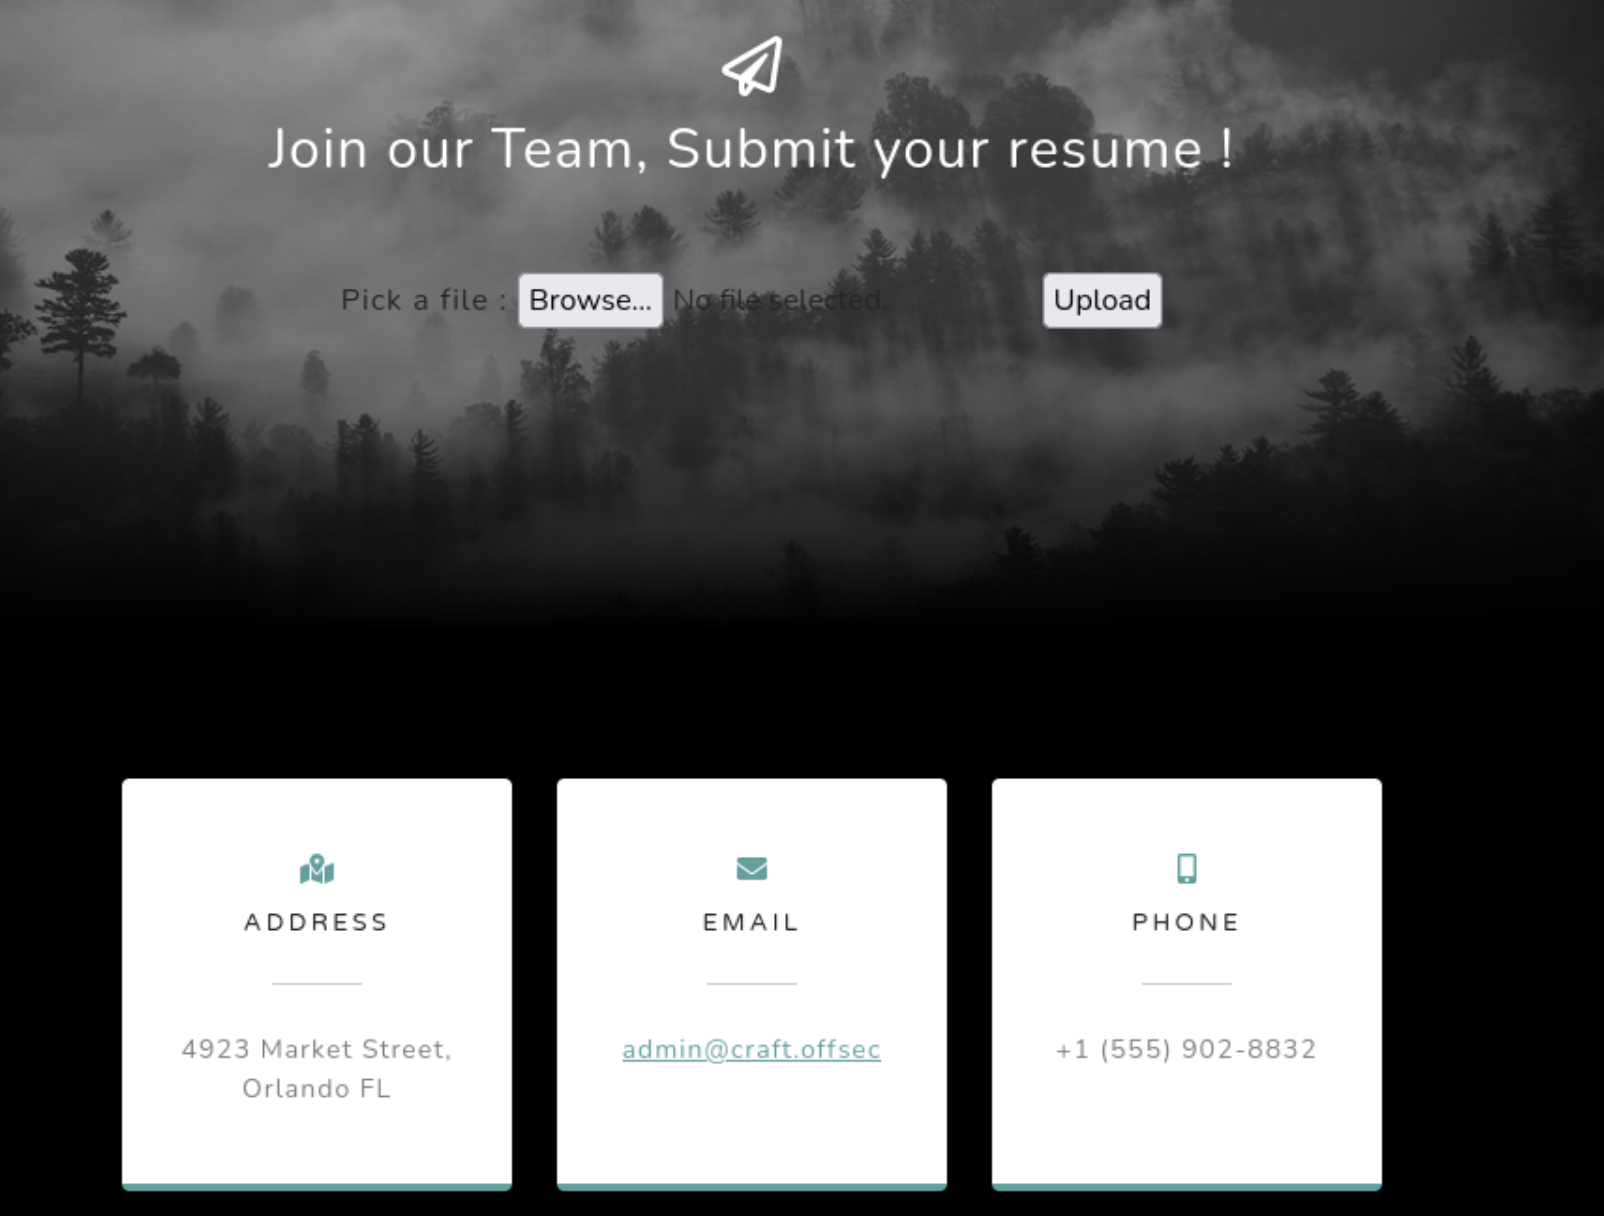 Join our Team, Submit your resume !
Pick a file : Browse... No file selected. Upload
ADDRESS
4923 Market Street,
Orlando FL
EMAIL
admin@craft.offsec
PHONE
+1 (555) 902-8832